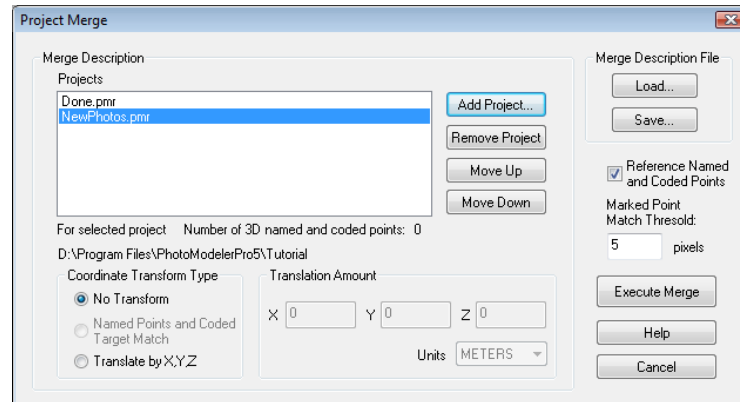 Project Merge
Merge Description
Projects
Done.pmr
NewPhotos.pmr
Add Project...
Remove Project
Move Up
Move Down
For selected project Number of 3D named and coded points: 0
D:\Program Files\PhotoModelerPro5\Tutorial
Coordinate Transform Type
No Transform
Named Points and Coded
Target Match
Translate by X,Y,Z
Translation Amount
X 0 Y 0 Z 0
Units METERS
Merge Description File
Load...
Save...
Reference Named
and Coded Points
Marked Point
Match Thresold:
5 pixels
Execute Merge
Help
Cancel